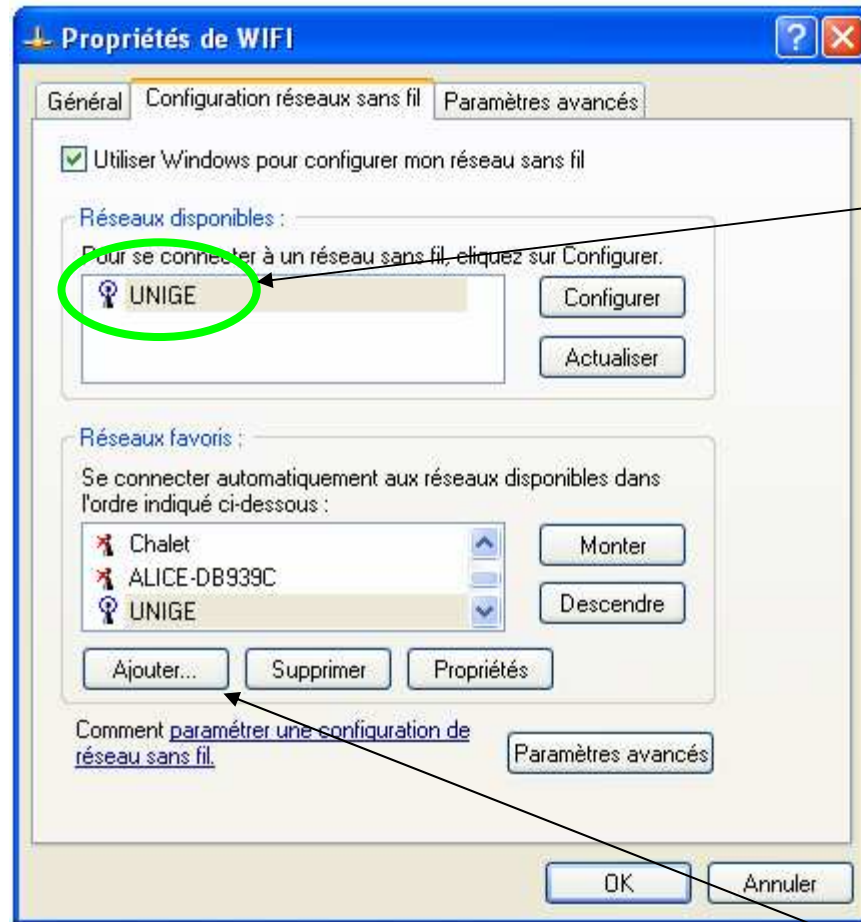 Propriétés de WIFI
Général
Configuration réseaux sans fil
Paramètres avancés
Utiliser Windows pour configurer mon réseau sans fil
Réseaux disponibles :
Pour se connecter à un réseau sans fil, cliquez sur Configurer.
UNIGE
Configurer
Actualiser
Réseaux favoris :
Se connecter automatiquement aux réseaux disponibles dans
l'ordre indiqué ci-dessous :
Chalet
ALICE-DB939C
UNIGE
Monter
Descendre
Ajouter...
Supprimer
Propriétés
Comment paramétrer une configuration de
réseau sans fil.
Paramètres avancés
OK
Annuler